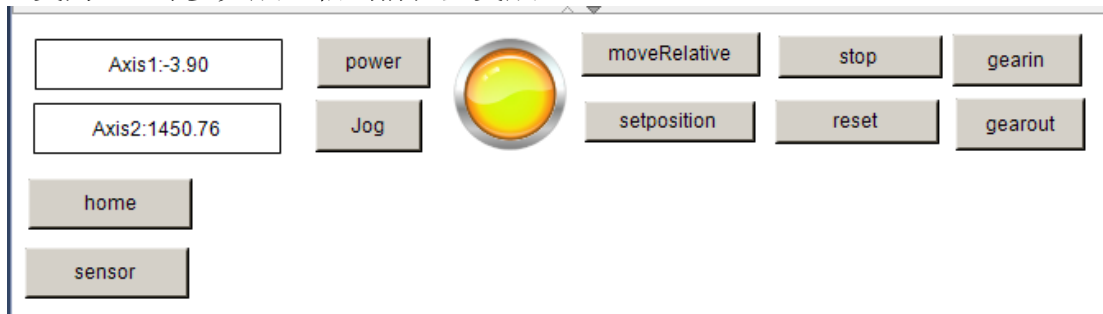 Axis1:-3.90
power
moveRelative
stop
gearin
Axis2:1450.76
Jog
setposition
reset
gearout
home
sensor